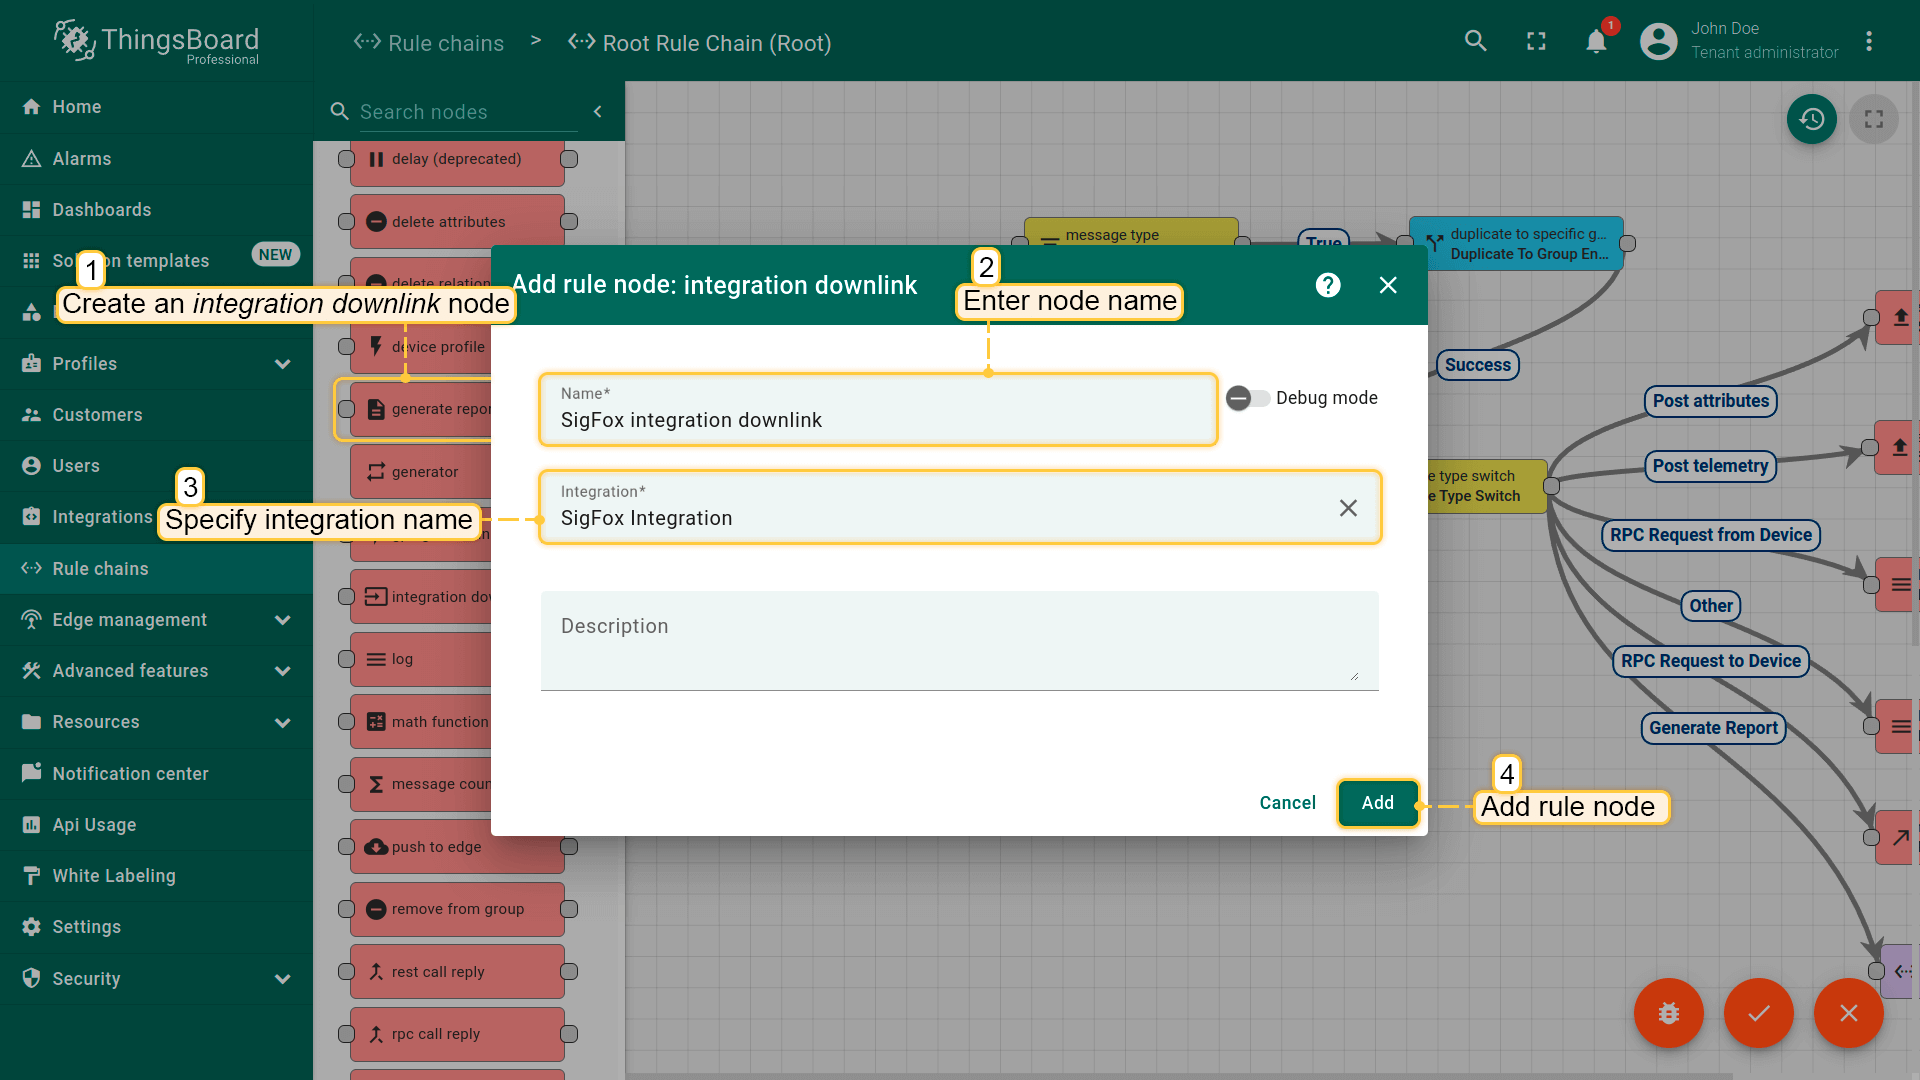 ThingsBoard
Professional
Rule chains > Root Rule Chain (Root)
1
John Doe
Tenant administrator
Home
Alarms
Dashboards
templates
NEW
Profiles
Customers
Users
Integrations
Rule chains
Edge management
Advanced features
Resources
Notification center
Api Usage
White Labeling
Settings
Security
Search nodes
delay (deprecated)
delete attributes
delete relation
device profile
generate repor
generator
integration dov
log
math function
message coun
push to edge
remove from group
rest call reply
rpc call reply
message type
True
duplicate to specific g...
Duplicate To Group En...
Success
Post attributes
Post telemetry
e type switch
e Type Switch
RPC Request from Device
Other
RPC Request to Device
Generate Report
1
Create an integration downlink node
Add rule node: integration downlink
2
Enter node name
Name*
SigFox integration downlink
Debug mode
3
Specify integration name
Integration*
SigFox Integration
Description
Cancel
Add
4
Add rule node